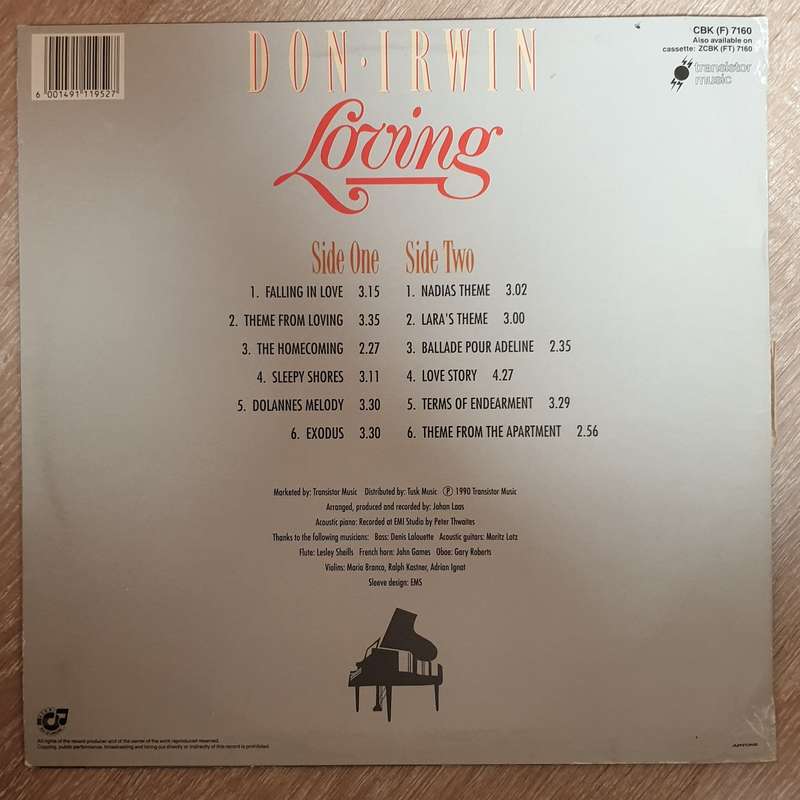 DON · IRWIN
Loving
CBK (F) 7160
Also available on
cassette: ZCBK (FT) 7160
transistor
music
6 001491 119527
Side One
1. FALLING IN LOVE 3.15
2. THEME FROM LOVING 3.35
3. THE HOMECOMING 2.27
4. SLEEPY SHORES 3.11
5. DOLANNES MELODY 3.30
6. EXODUS 3.30
Side Two
1. NADIAS THEME 3.02
2. LARA'S THEME 3.00
3. BALLADE POUR ADELINE 2.35
4. LOVE STORY 4.27
5. TERMS OF ENDEARMENT 3.29
6. THEME FROM THE APARTMENT 2.56
Marketed by: Transistor Music Distributed by: Tusk Music Ⓟ 1990 Transistor Music
Arranged, produced and recorded by: Johan Laas
Acoustic piano: Recorded at EMI Studio by Peter Thwaites
Thanks to the following musicians: Bass: Denis Lalouette Acoustic guitars: Moritz Lotz
Flute: Lesley Sheills French horn: John Games Oboe: Gary Roberts
Violins: Maria Branco, Ralph Kastner, Adrian Ignat
Sleeve design: EMS
All rights of the record producer and of the owner of the work reproduced reserved.
Copying, public performance, broadcasting and hiring out directly or indirectly of this record is prohibited.
ARTONE